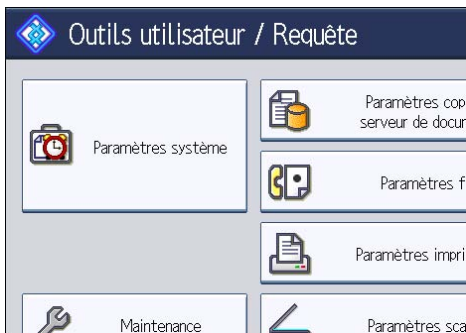 Outils utilisateur / Requête
Paramètres système
Paramètres cop
serveur de docur
Paramètres f
Paramètres impri
Maintenance
Paramètres sca